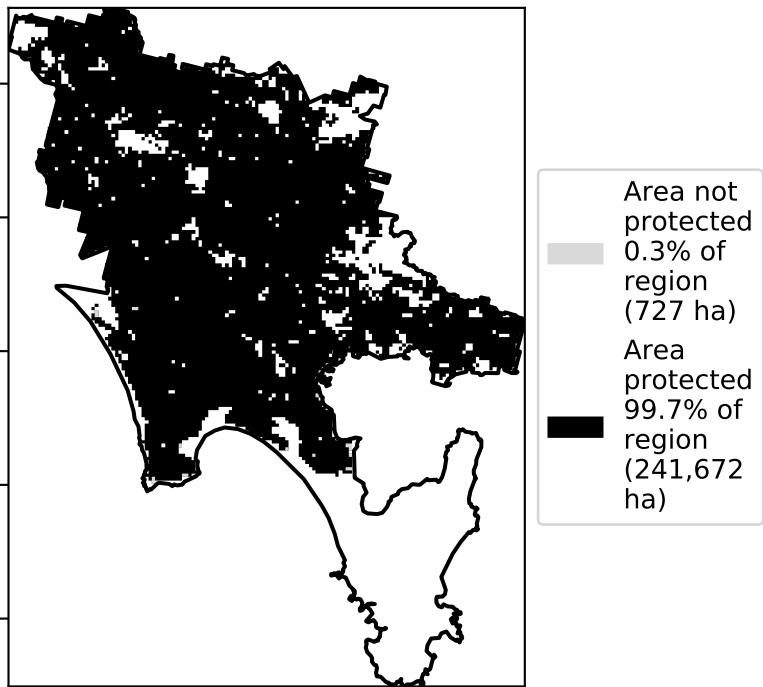 Area not
protected
0.3% of
region
(727 ha)
Area
protected
99.7% of
region
(241,672
ha)